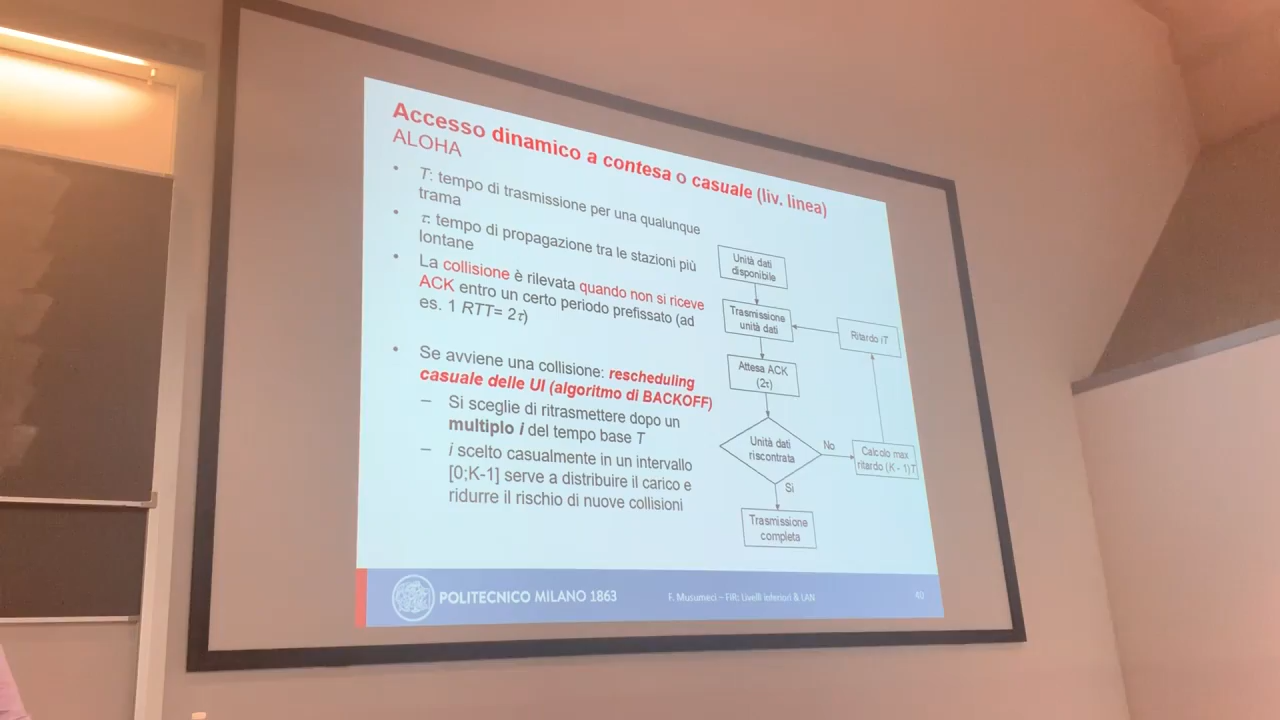 Accesso dinamico a contesa o casuale (liv. linea)
ALOHA
• T: tempo di trasmissione per una qualunque
trama
• τ: tempo di propagazione tra le stazioni più
lontane
• La collisione è rilevata quando non si riceve
ACK entro un certo periodo prefissato (ad
es. 1 RTT= 2τ)
• Se avviene una collisione: rescheduling
casuale delle UI (algoritmo di BACKOFF)
– Si sceglie di ritrasmettere dopo un
multiplo i del tempo base T
– i scelto casualmente in un intervallo
[0;K-1] serve a distribuire il carico e
ridurre il rischio di nuove collisioni
Unità dati
disponibile
Trasmissione
unità dati
Ritardo iT
Attesa ACK
(2τ)
Unità dati
riscontrata
No
Calcolo max
ritardo (K - 1)T
Si
Trasmissione
completa
POLITECNICO MILANO 1863
F. Musumeci – FIR: Livelli inferiori & LAN
40